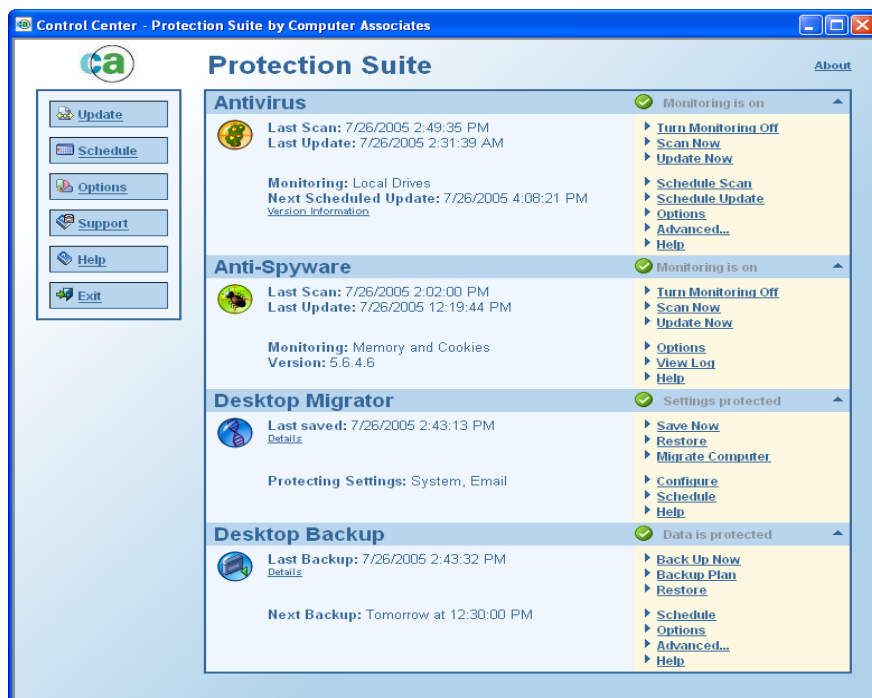 Control Center - Protection Suite by Computer Associates
ca
Protection Suite
About
Update
Schedule
Options
Support
Help
Exit
Antivirus
Monitoring is on
Last Scan: 7/26/2005 2:49:35 PM
Last Update: 7/26/2005 2:31:39 AM
Monitoring: Local Drives
Next Scheduled Update: 7/26/2005 4:08:21 PM
Version Information
Turn Monitoring Off
Scan Now
Update Now
Schedule Scan
Schedule Update
Options
Advanced...
Help
Anti-Spyware
Monitoring is on
Last Scan: 7/26/2005 2:02:00 PM
Last Update: 7/26/2005 12:19:44 PM
Monitoring: Memory and Cookies
Version: 5.6.4.6
Turn Monitoring Off
Scan Now
Update Now
Options
View Log
Help
Desktop Migrator
Settings protected
Last saved: 7/26/2005 2:43:13 PM
Details
Protecting Settings: System, Email
Save Now
Restore
Migrate Computer
Configure
Schedule
Help
Desktop Backup
Data is protected
Last Backup: 7/26/2005 2:43:32 PM
Details
Next Backup: Tomorrow at 12:30:00 PM
Back Up Now
Backup Plan
Restore
Schedule
Options
Advanced...
Help